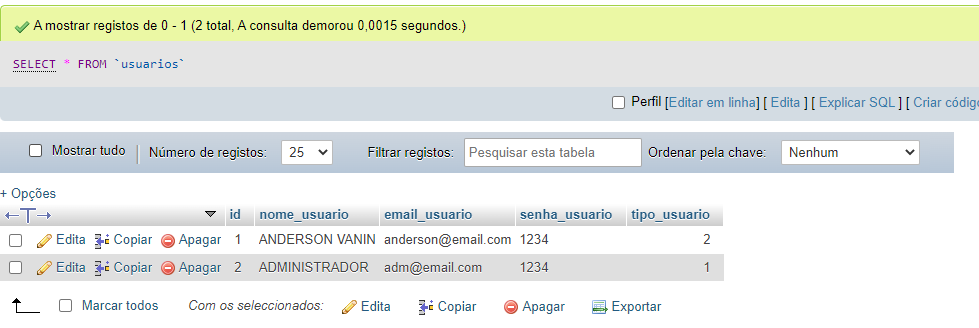 A mostrar registos de 0 - 1 (2 total, A consulta demorou 0,0015 segundos.)
SELECT * FROM `usuarios`
Perfil [Editar em linha] [ Edita ] [ Explicar SQL ] [ Criar código
Mostrar tudo Número de registos: 25 Filtrar registos: Pesquisar esta tabela Ordenar pela chave: Nenhum
+ Opções
id nome_usuario email_usuario senha_usuario tipo_usuario
Edita Copiar Apagar 1 ANDERSON VANIN anderson@email.com 1234 2
Edita Copiar Apagar 2 ADMINISTRADOR adm@email.com 1234 1
Marcar todos Com os seleccionados: Edita Copiar Apagar Exportar